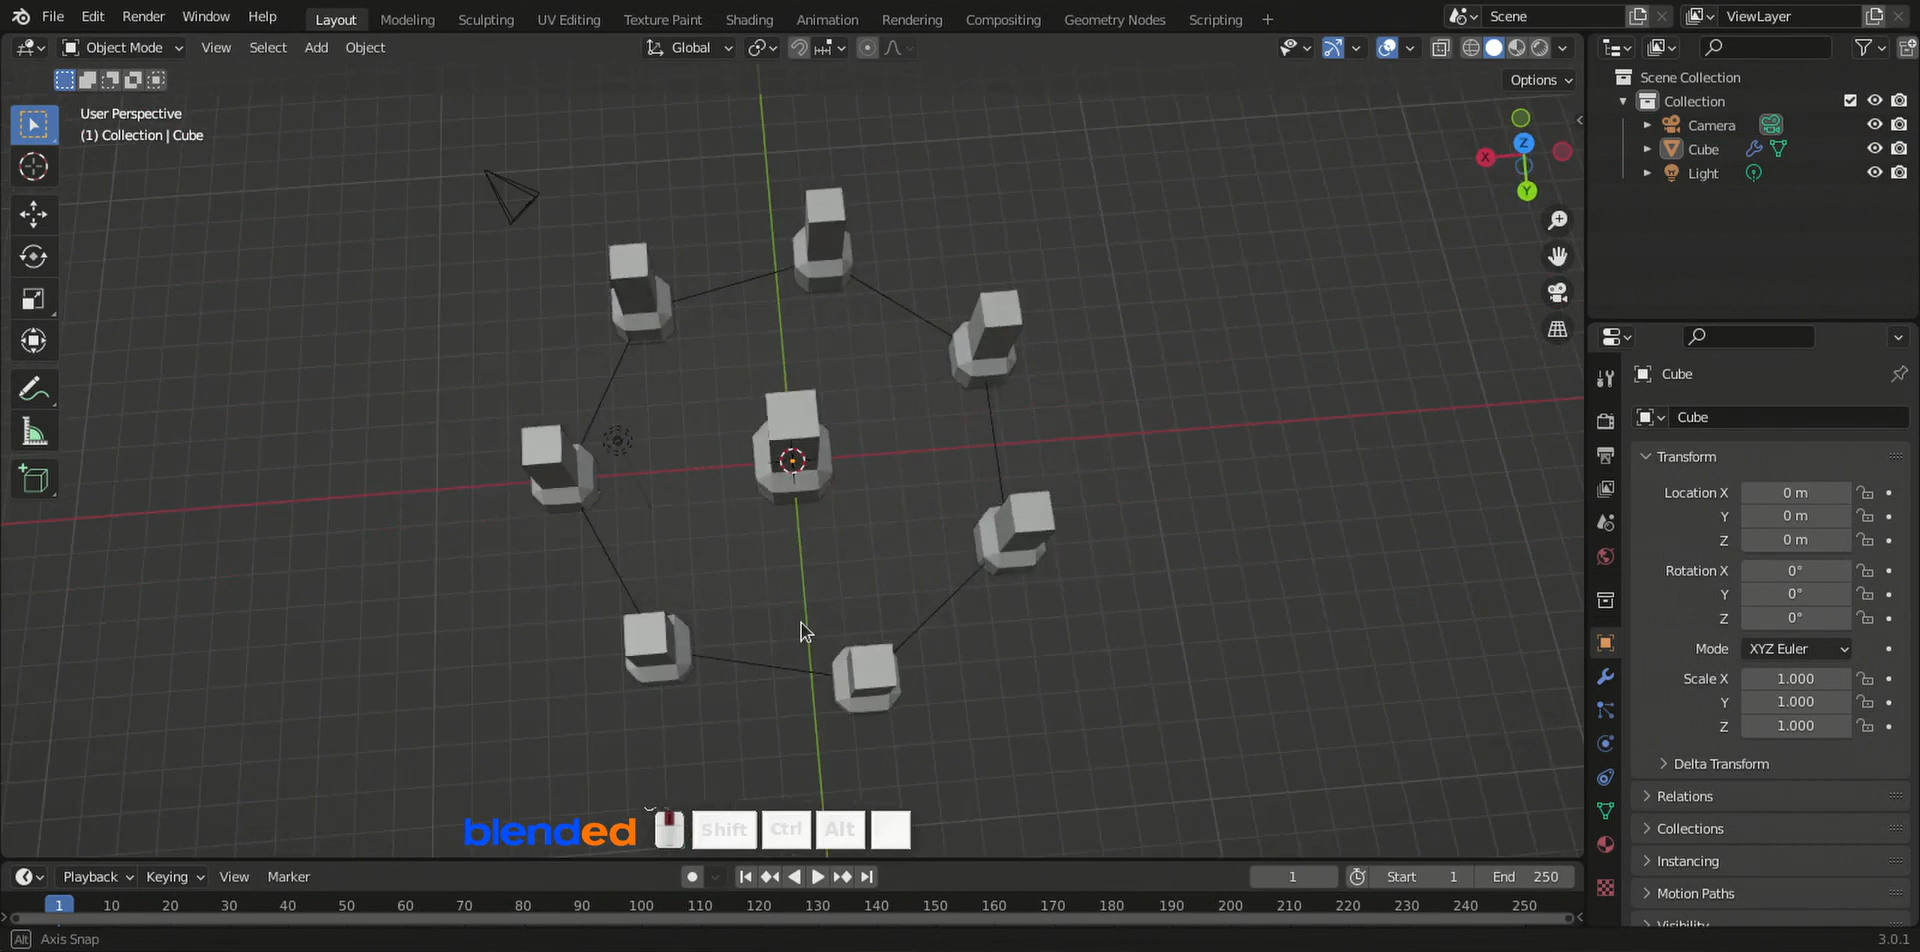 File Edit Render Window Help Layout Modeling Sculpting UV Editing Texture Paint Shading Animation Rendering Compositing Geometry Nodes Scripting + Scene ViewLayer
Object Mode View Select Add Object Global
Options
User Perspective
(1) Collection | Cube
X
Z
Y
Scene Collection
Collection
Camera
Cube
Light
Cube
Cube
Transform
Location X 0 m
Y 0 m
Z 0 m
Rotation X 0°
Y 0°
Z 0°
Mode XYZ Euler
Scale X 1.000
Y 1.000
Z 1.000
Delta Transform
Relations
Collections
Instancing
Motion Paths
Visibility
blended Shift Ctrl Alt
Playback Keying View Marker 1 Start 1 End 250
1 10 20 30 40 50 60 70 80 90 100 110 120 130 140 150 160 170 180 190 200 210 220 230 240 250
Alt Axis Snap 3.0.1